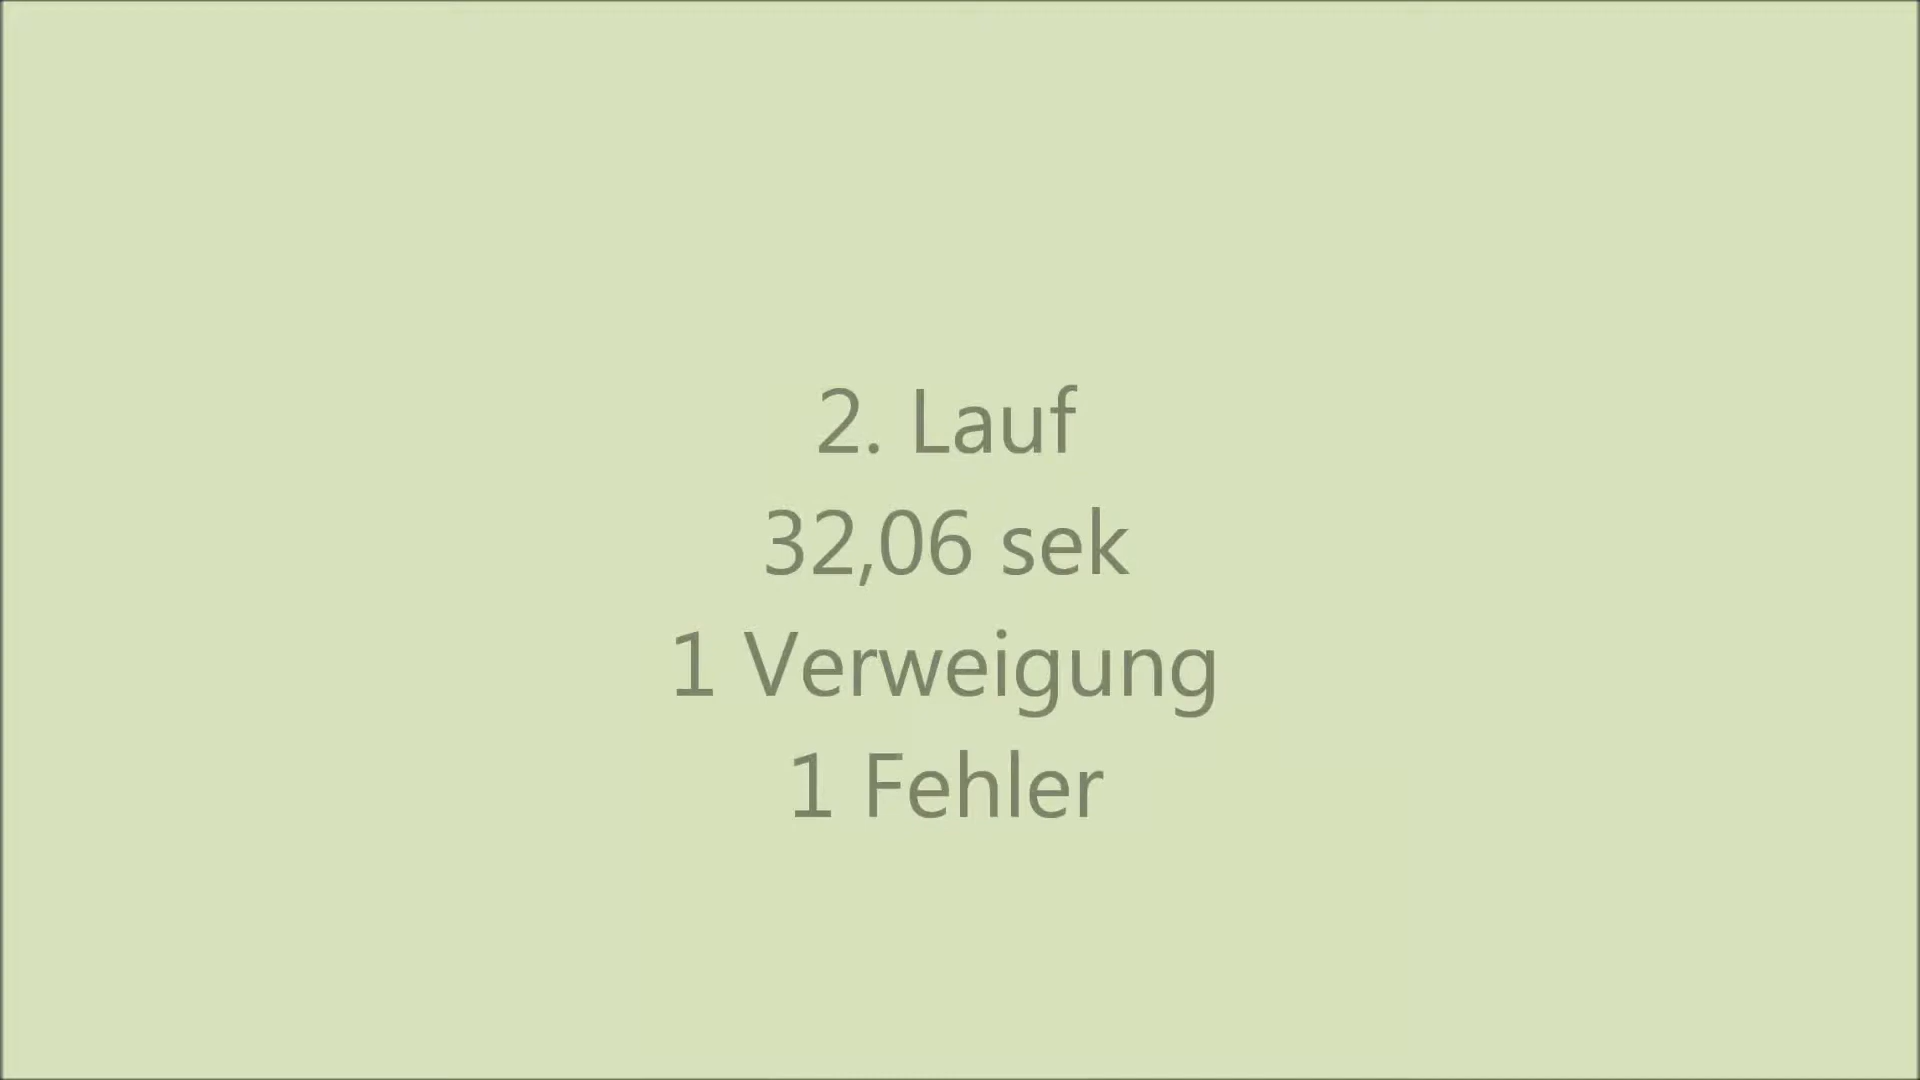 2. Lauf
32,06 sek
1 Verweigung
1 Fehler